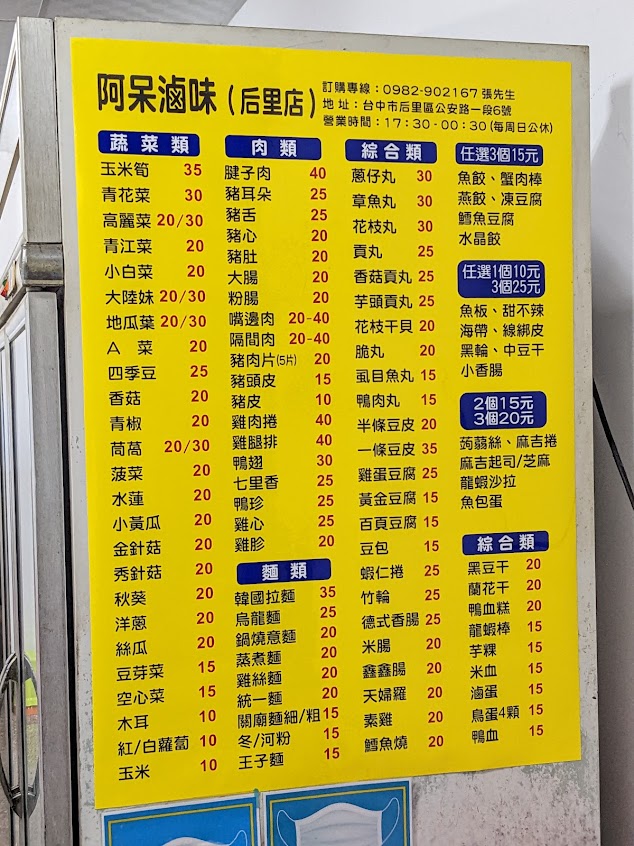 阿呆滷味（后里店）
訂購專線：0982-902167 張先生
地 址：台中市后里區公安路一段6號
營業時間：17：30-00：30 (每周日公休)
蔬菜類
玉米筍 35
青花菜 30
高麗菜 20/30
青江菜 20
小白菜 20
大陸妹 20/30
地瓜葉 20/30
A 菜 20
四季豆 25
香菇 20
青椒 20
茼萵 20/30
菠菜 20
水蓮 20
小黃瓜 20
金針菇 20
秀針菇 20
秋葵 20
洋蔥 20
絲瓜 20
豆芽菜 15
空心菜 15
木耳 10
紅/白蘿蔔 10
玉米 10
肉類
腱子肉 40
豬耳朵 25
豬舌 25
豬心 20
豬肚 20
大腸 20
粉腸 20
嘴邊肉 20-40
隔間肉 20-40
豬肉片(5片) 20
豬頭皮 15
豬皮 10
雞肉捲 40
雞腿排 40
鴨翅 30
七里香 25
鴨珍 25
雞心 25
雞胗 20
麵類
韓國拉麵 35
烏龍麵 25
鍋燒意麵 20
蒸煮麵 20
雞絲麵 20
統一麵 20
關廟麵細/粗 15
冬/河粉 15
王子麵 15
綜合類
蔥仔丸 30
章魚丸 30
花枝丸 30
貢丸 25
香菇貢丸 25
芋頭貢丸 25
花枝干貝 20
脆丸 20
虱目魚丸 15
鴨肉丸 15
半條豆皮 20
一條豆皮 35
雞蛋豆腐 25
黃金豆腐 15
百頁豆腐 15
豆包 15
蝦仁捲 25
竹輪 25
德式香腸 25
米腸 20
鑫鑫腸 20
天婦羅 20
素雞 20
鱈魚燒 20
任選3個15元
魚餃、蟹肉棒
燕餃、凍豆腐
鱈魚豆腐
水晶餃
任選1個10元
3個25元
魚板、甜不辣
海帶、線綁皮
黑輪、中豆干
小香腸
2個15元
3個20元
蒟蒻絲、麻吉捲
麻吉起司/芝麻
龍蝦沙拉
魚包蛋
綜合類
黑豆干 20
蘭花干 20
鴨血糕 20
龍蝦棒 15
芋粿 15
米血 15
滷蛋 15
鳥蛋4顆 15
鴨血 15